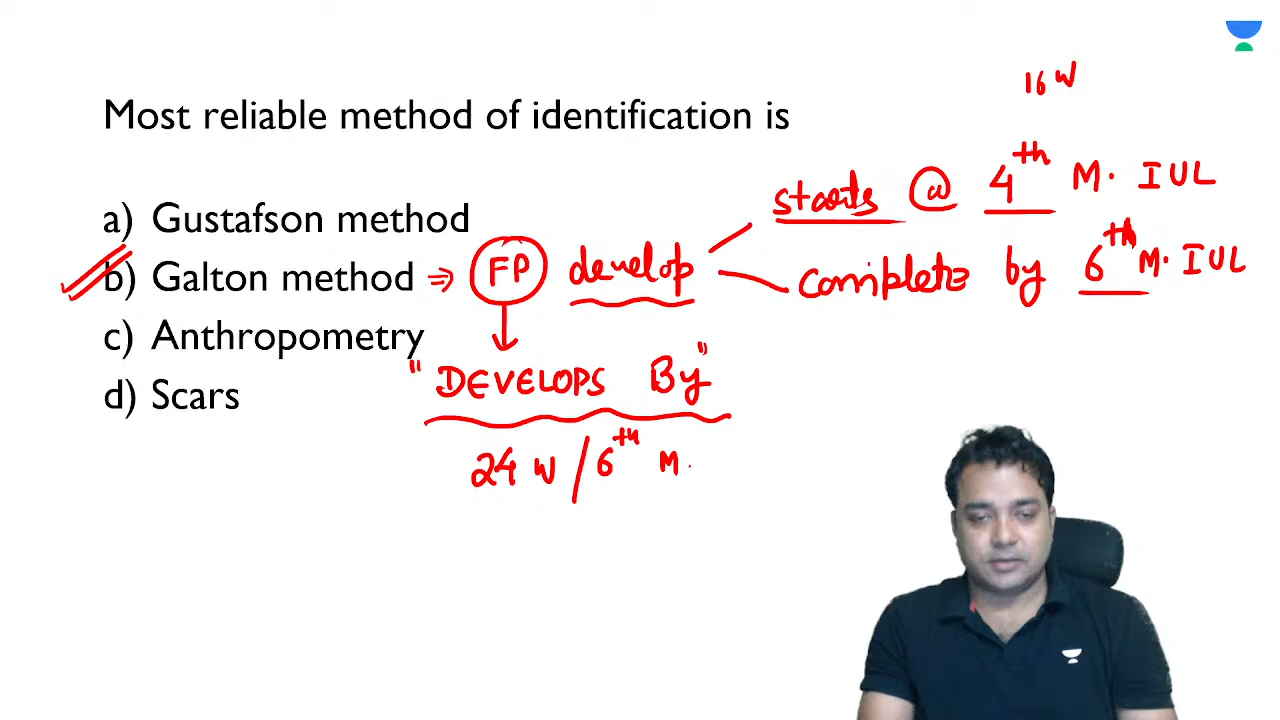 16 W
Most reliable method of identification is
starts @ 4th M. IUL
a) Gustafson method
b) Galton method ⇒ FP develop
complete by 6th M. IUL
c) Anthropometry
"DEVELOPS By"
d) Scars
24 W / 6th M.